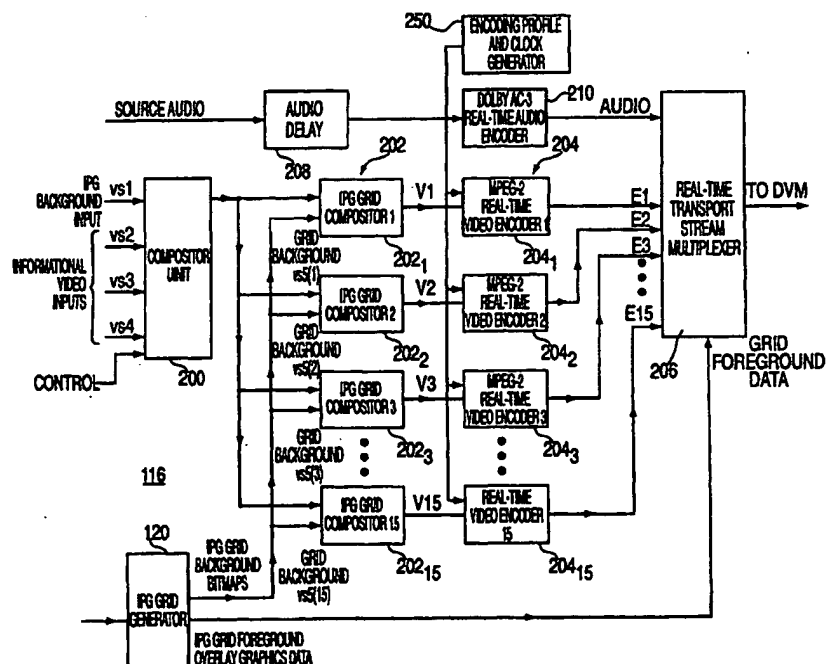 250
ENCODING PROFILE
AND CLOCK
GENERATOR
SOURCE AUDIO
AUDIO
DELAY
208
DOLBY AC-3
REAL-TIME AUDIO
ENCODER
210
AUDIO
202
204
IPG
BACKGROUND
INPUT
vs1
vs2
INFORMATIONAL
VIDEO
INPUTS
vs3
vs4
CONTROL
COMPOSITOR
UNIT
200
IPG GRID
COMPOSITOR 1
202₁
V1
MPEG-2
REAL-TIME
VIDEO ENCODER 1
204₁
E1
GRID
BACKGROUND
vs5(1)
IPG GRID
COMPOSITOR 2
202₂
V2
MPEG-2
REAL-TIME
VIDEO ENCODER 2
204₂
E2
GRID
BACKGROUND
vs5(2)
IPG GRID
COMPOSITOR 3
202₃
V3
MPEG-2
REAL-TIME
VIDEO ENCODER 3
204₃
E3
GRID
BACKGROUND
vs5(3)
IPG GRID
COMPOSITOR 15
202₁₅
V15
REAL-TIME
VIDEO ENCODER
15
204₁₅
E15
GRID
BACKGROUND
vs5(15)
REAL-TIME
TRANSPORT
STREAM
MULTIPLEXER
206
TO DVM
GRID
FOREGROUND
DATA
116
120
IPG GRID
GENERATOR
IPG GRID
BACKGROUND
BITMAPS
IPG GRID FOREGROUND
OVERLAY GRAPHICS DATA